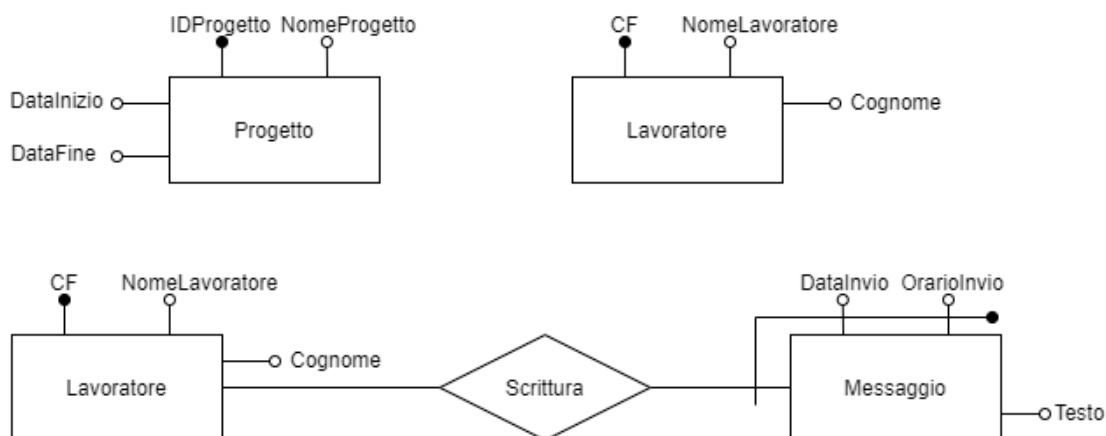 IDProgetto NomeProgetto
CF NomeLavoratore
DataInizio
Cognome
Progetto
Lavoratore
DataFine
CF NomeLavoratore
DataInvio OrarioInvio
Cognome
Lavoratore
Scrittura
Messaggio
Testo